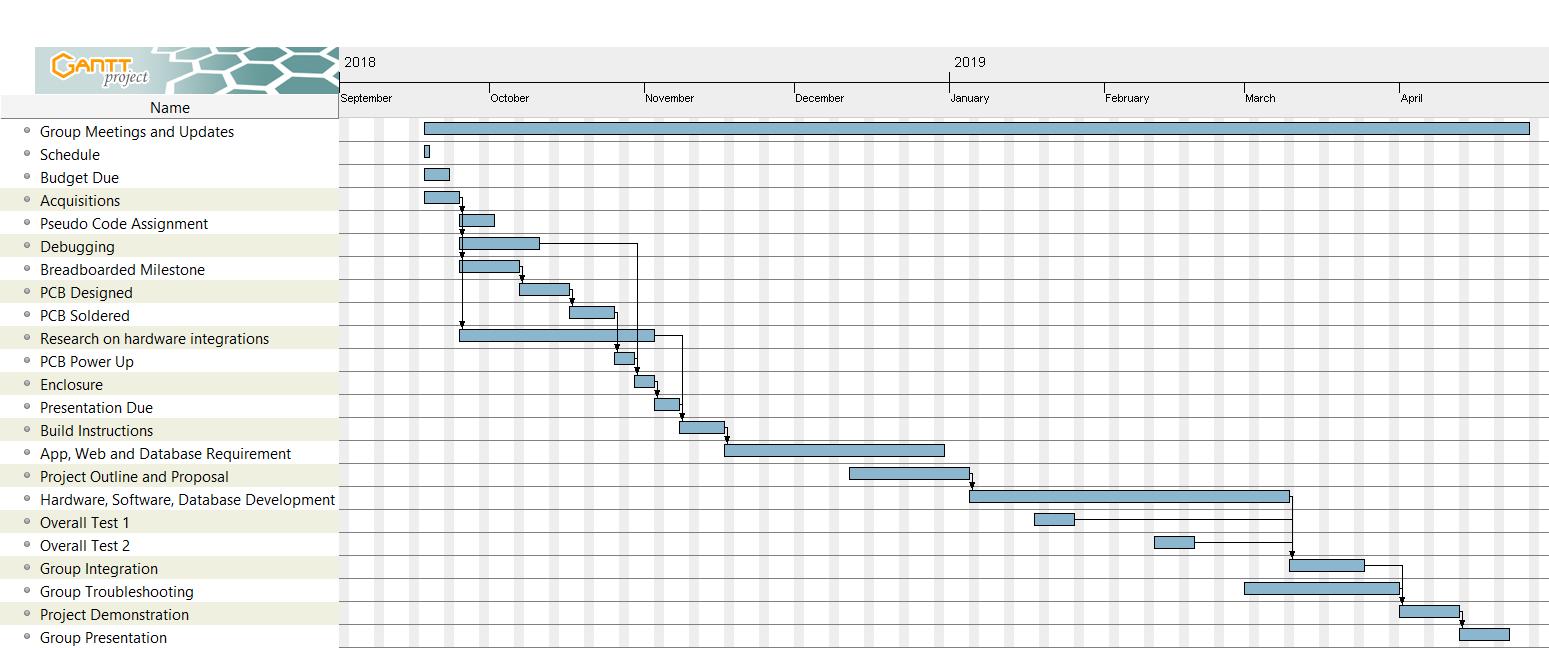 GANTT
project
2018
2019
September
October
November
December
January
February
March
April
Name
Group Meetings and Updates
Schedule
Budget Due
Acquisitions
Pseudo Code Assignment
Debugging
Breadboarded Milestone
PCB Designed
PCB Soldered
Research on hardware integrations
PCB Power Up
Enclosure
Presentation Due
Build Instructions
App, Web and Database Requirement
Project Outline and Proposal
Hardware, Software, Database Development
Overall Test 1
Overall Test 2
Group Integration
Group Troubleshooting
Project Demonstration
Group Presentation